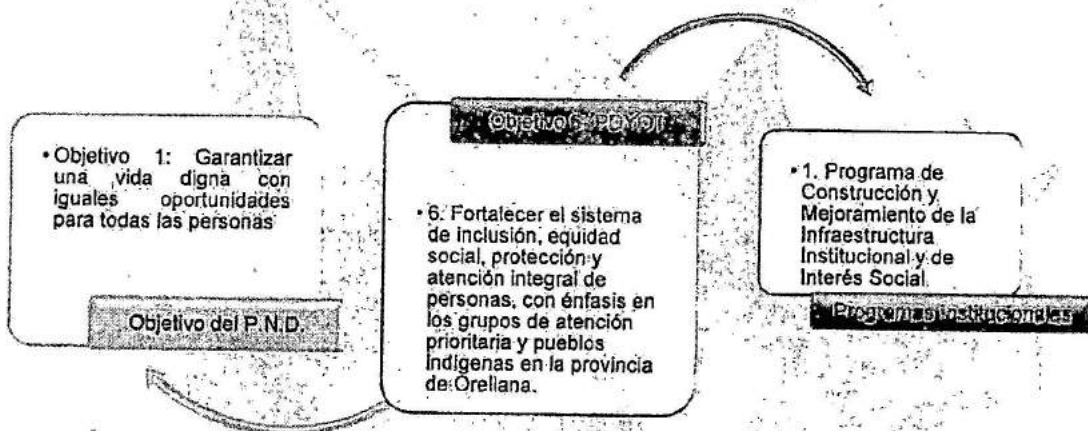 • Objetivo 1: Garantizar
una vida digna con
iguales oportunidades
para todas las personas
Objetivo del P.N.D.
Objetivo 6 PDYOT
• 6. Fortalecer el sistema
de inclusión, equidad
social, protección y
atención integral de
personas, con énfasis en
los grupos de atención
prioritaria y pueblos
indígenas en la provincia
de Orellana.
• 1. Programa de
Construcción y
Mejoramiento de la
Infraestructura
Institucional y de
Interés Social.
Programas Institucionales